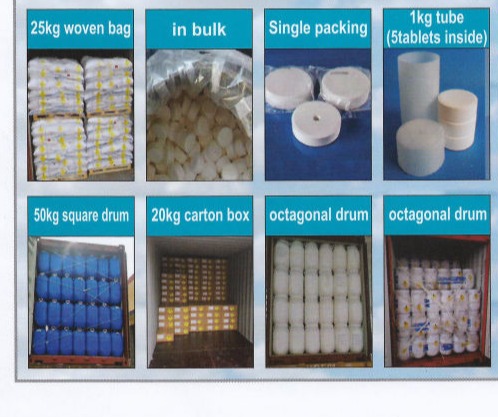 25kg woven bag
in bulk
Single packing
1kg tube
(5tablets inside)
50kg square drum
20kg carton box
octagonal drum
octagonal drum